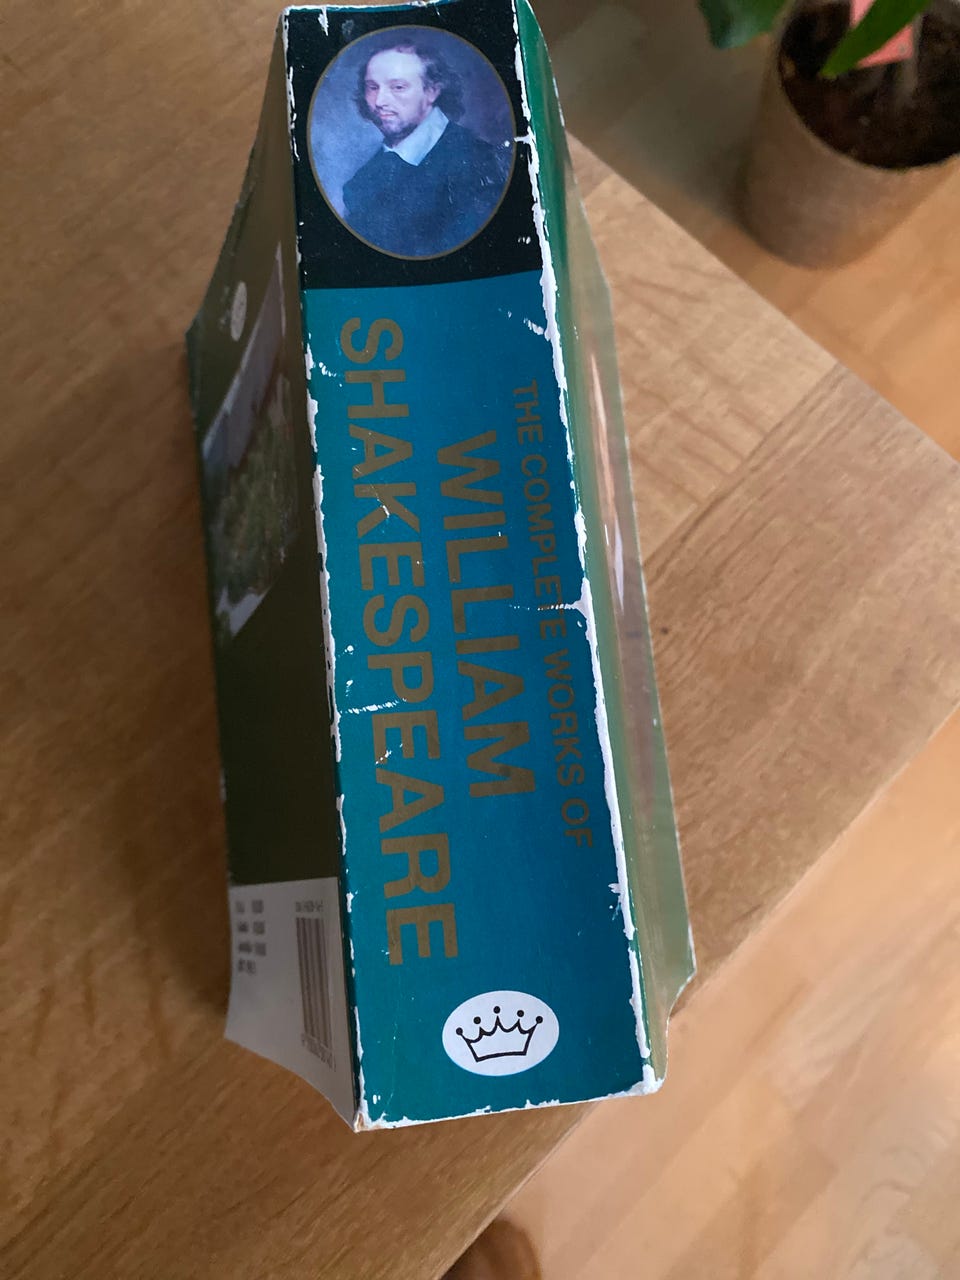 THE COMPLETE WORKS OF
WILLIAM
SHAKESPEARE